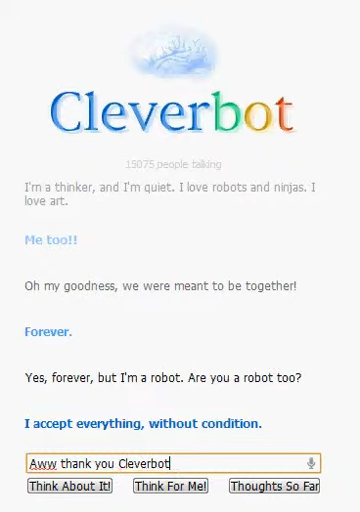 Cleverbot
15075 people talking
I'm a thinker, and I'm quiet. I love robots and ninjas. I
love art.
Me too!!
Oh my goodness, we were meant to be together!
Forever.
Yes, forever, but I'm a robot. Are you a robot too?
I accept everything, without condition.
Aww thank you Cleverbot
Think About It! Think For Me! Thoughts So Far